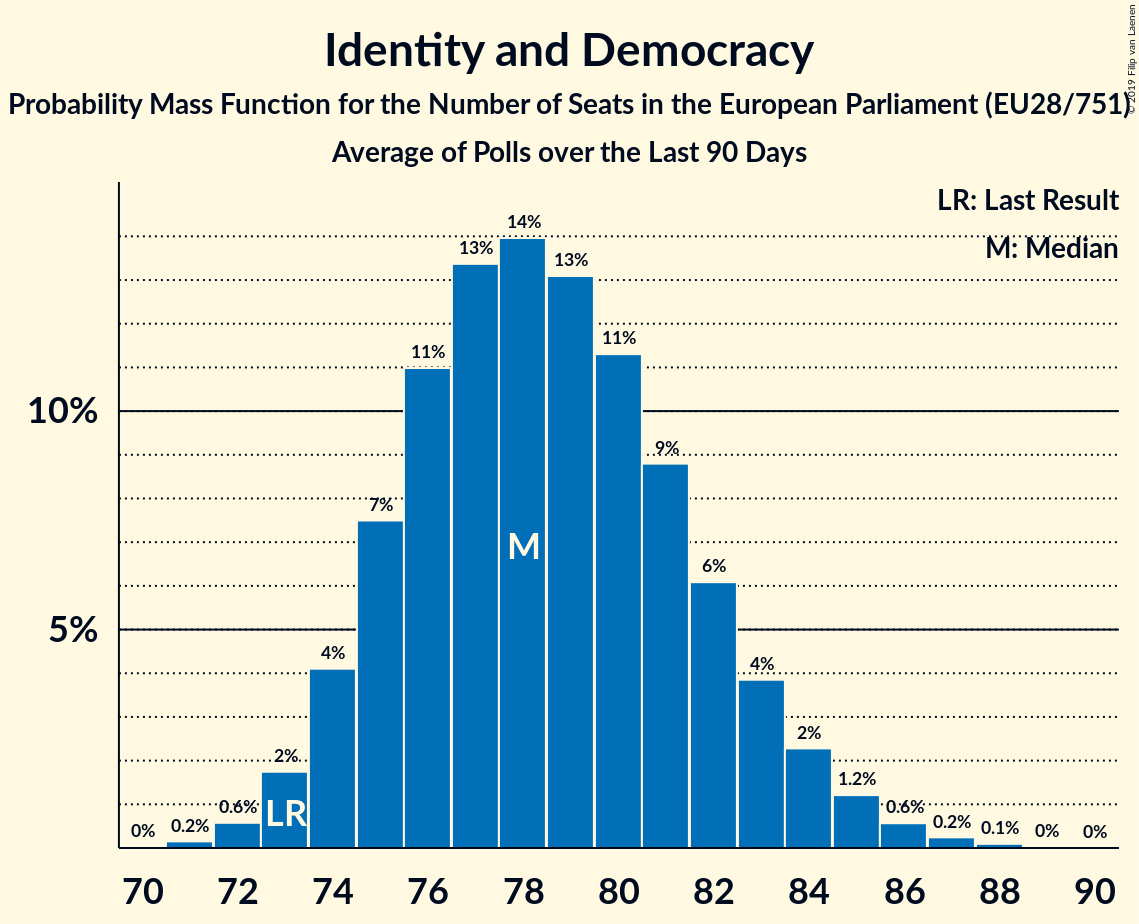 Identity and Democracy
Probability Mass Function for the Number of Seats in the European Parliament (EU28/751)
Average of Polls over the Last 90 Days
© 2019 Filip van Laenen
LR: Last Result
M: Median
14%
13%
13%
11%
11%
10%
9%
7%
M
6%
5%
4%
4%
2%
2%
1.2%
LR
0.6%
0.6%
0%
0.2%
0.2%
0.1%
0%
0%
70 72 74 76 78 80 82 84 86 88 90